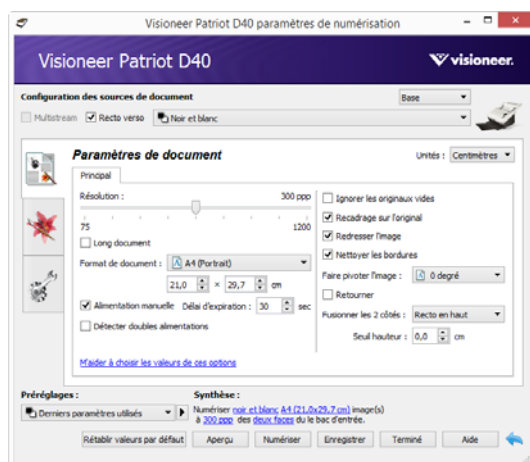 Visioneer Patriot D40 paramètres de numérisation
Visioneer Patriot D40
visioneer.
Configuration des sources de document
Base
Multistream
Recto verso
Noir et blanc
Paramètres de document
Unités : Centimètres
Principal
Résolution :
300 ppp
75
1200
Long document
Format de document : A4 (Portrait)
21,0 × 29,7 cm
Alimentation manuelle Délai d'expiration : 30 sec
Détecter doubles alimentations
M'aider à choisir les valeurs de ces options
Ignorer les originaux vides
Recadrage sur l'original
Redresser l'image
Nettoyer les bordures
Faire pivoter l'image : 0 degré
Retourner
Fusionner les 2 côtés : Recto en haut
Seuil hauteur : 0,0 cm
Préréglages :
Derniers paramètres utilisés
Synthèse :
Numériser noir et blanc A4 (21.0x29.7 cm) image(s)
à 300 ppp des deux faces du le bac d'entrée.
Rétablir valeurs par défaut
Aperçu
Numériser
Enregistrer
Terminé
Aide